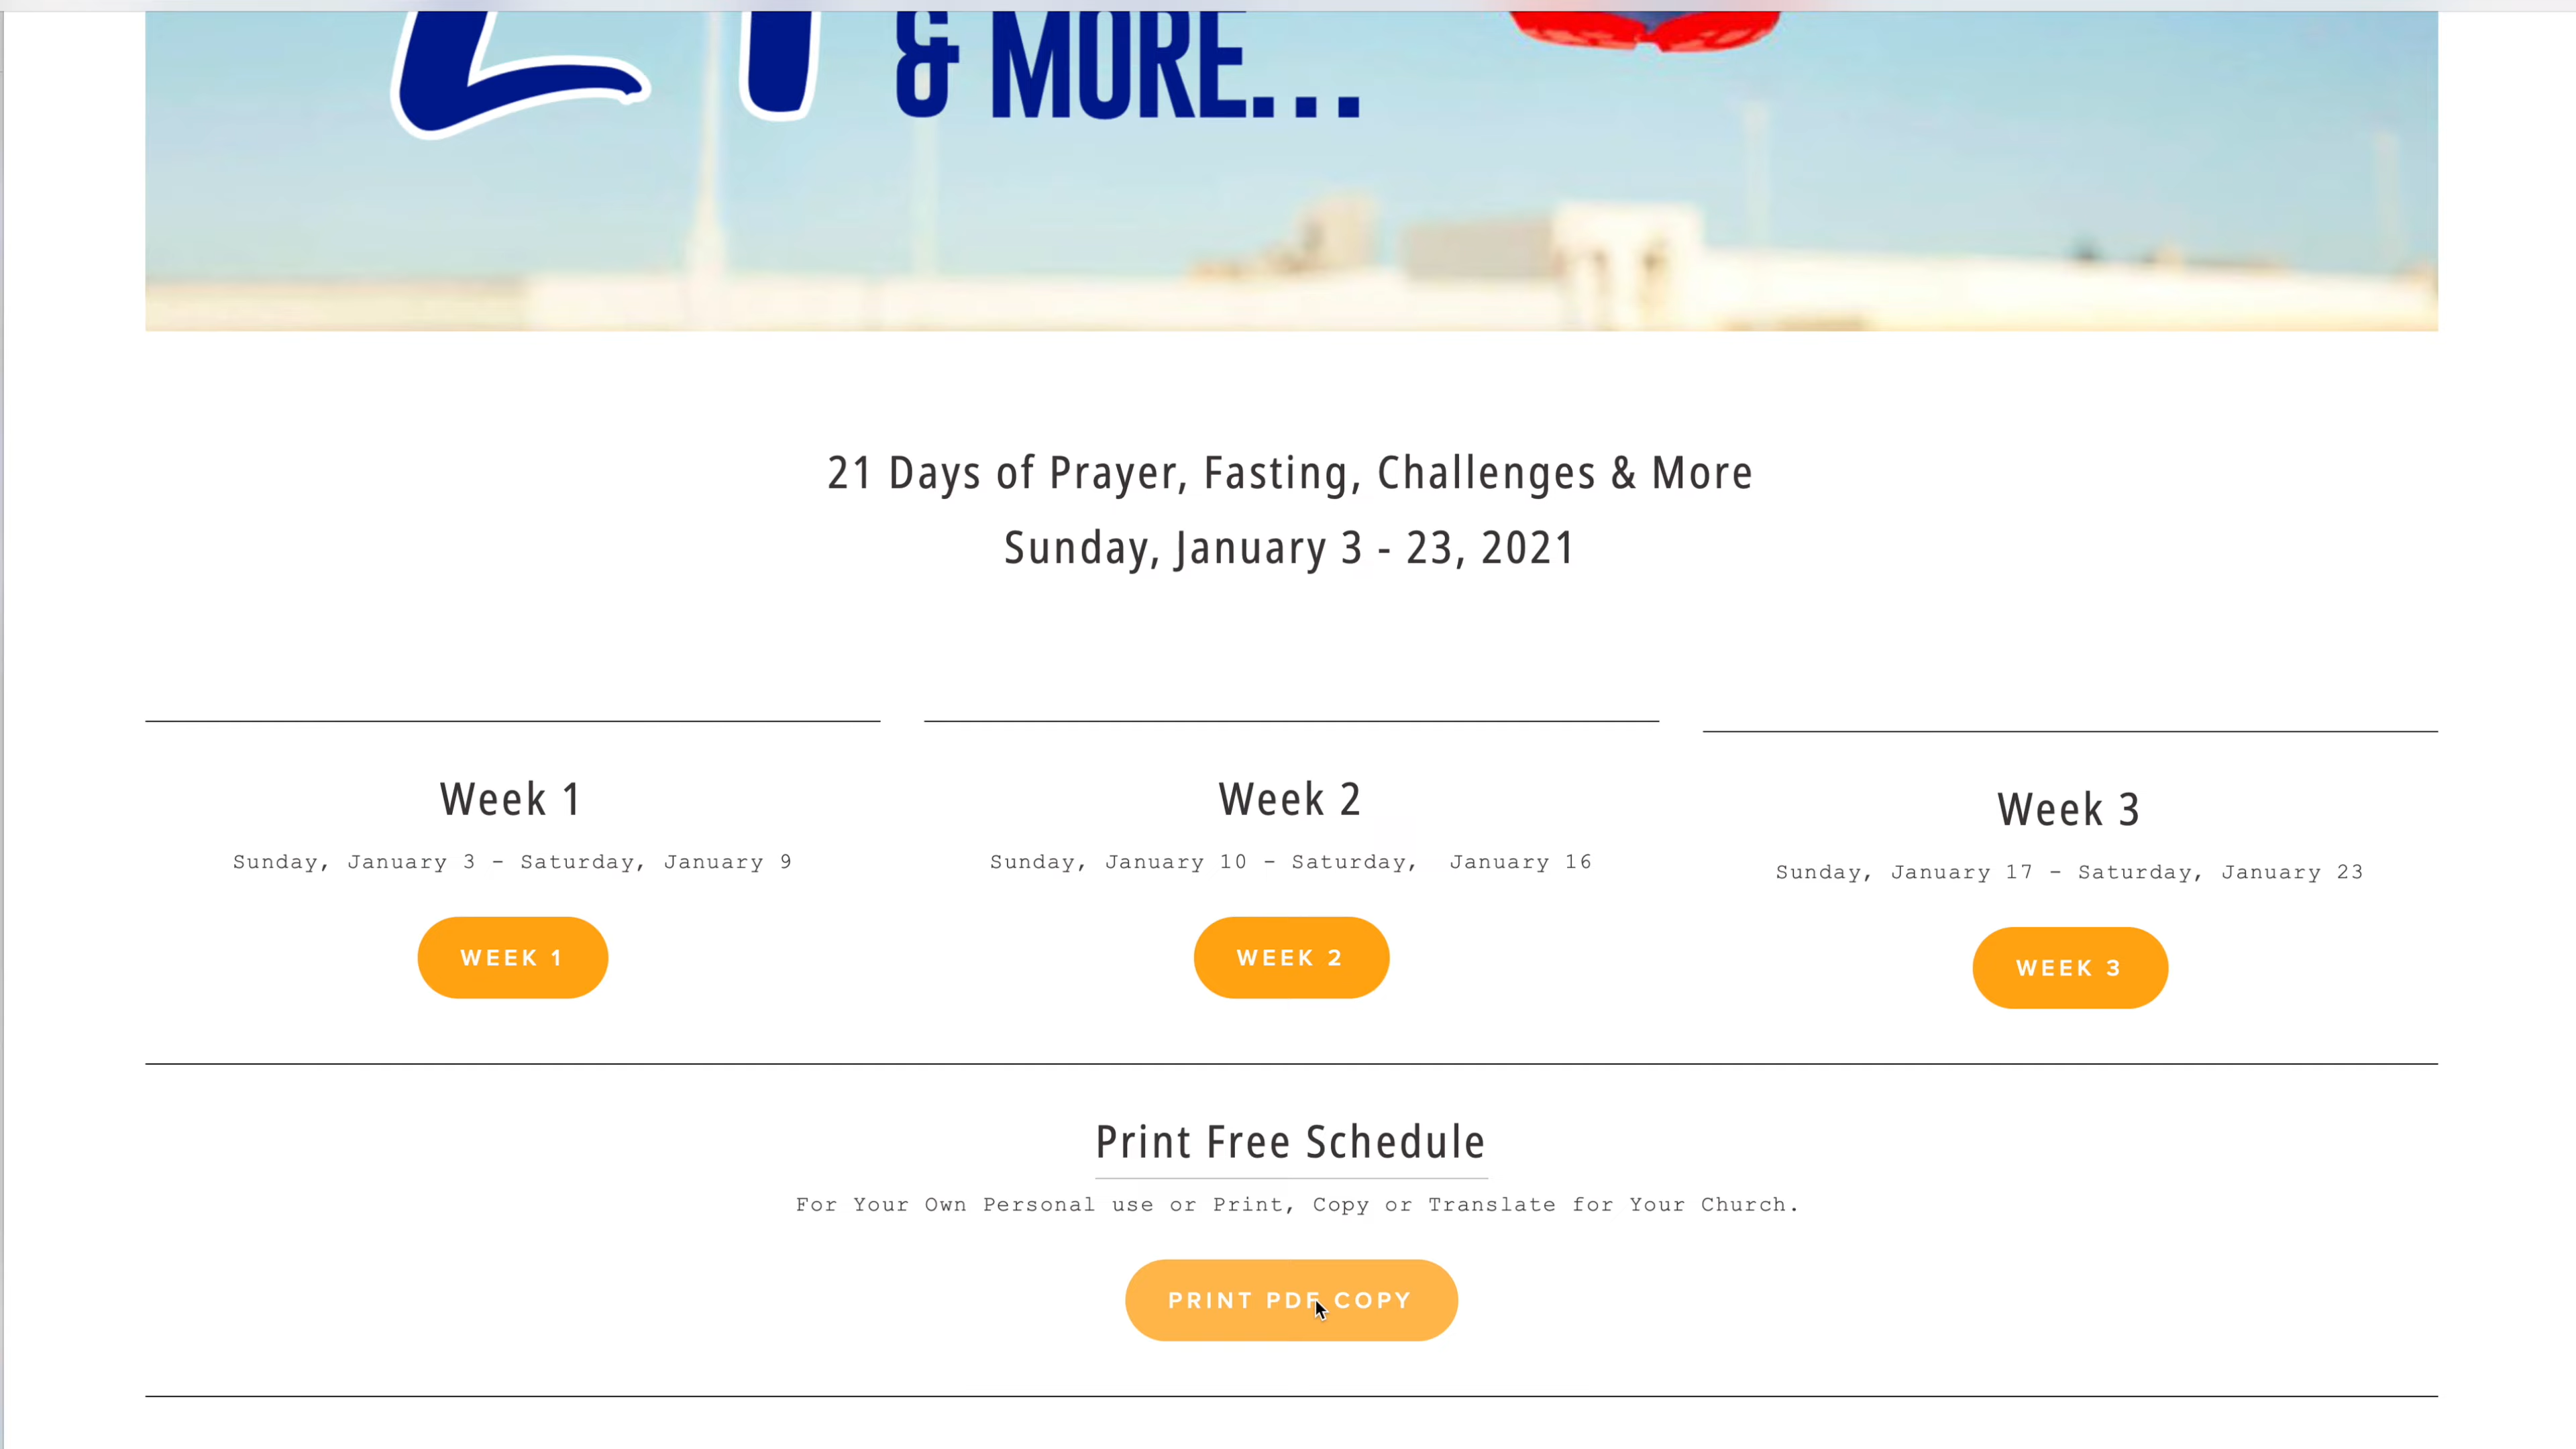 21
& MORE...
21 Days of Prayer, Fasting, Challenges & More
Sunday, January 3 - 23, 2021
Week 1
Sunday, January 3 - Saturday, January 9
WEEK 1
Week 2
Sunday, January 10 - Saturday, January 16
WEEK 2
Week 3
Sunday, January 17 - Saturday, January 23
WEEK 3
Print Free Schedule
For Your Own Personal use or Print, Copy or Translate for Your Church.
PRINT PDF COPY